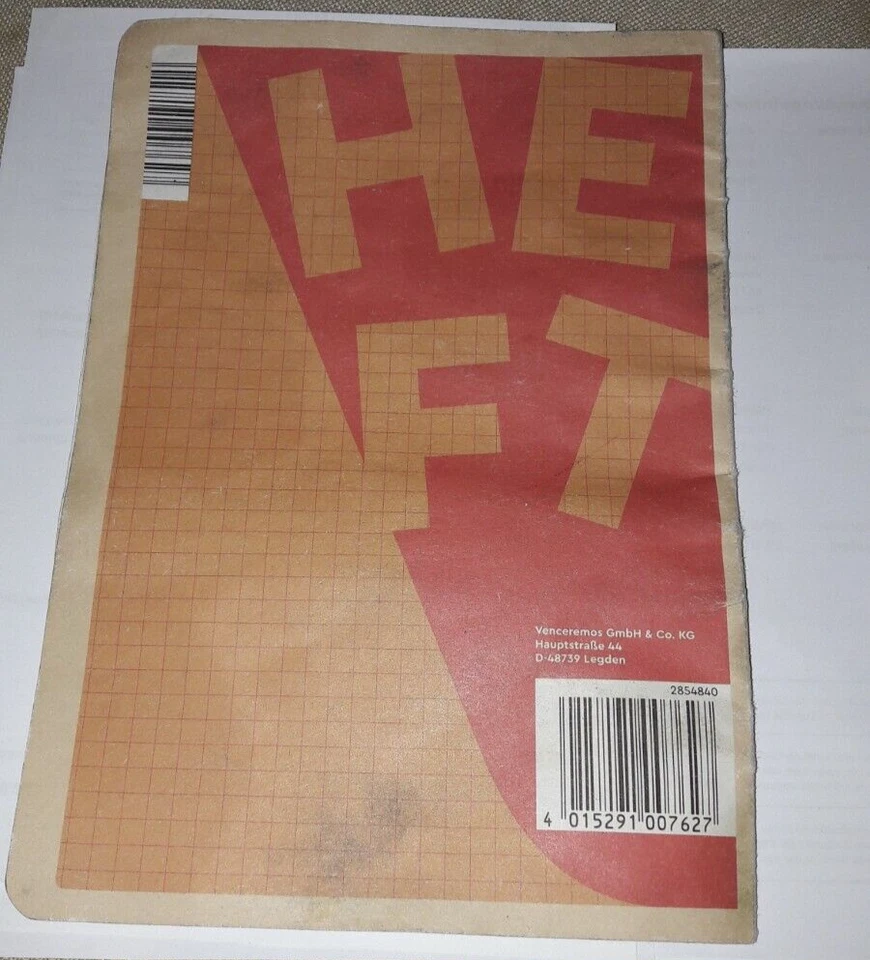 HE
FT
Venceremos GmbH & Co. KG
Hauptstraße 44
D-48739 Legden
2854840
4 015291 007627